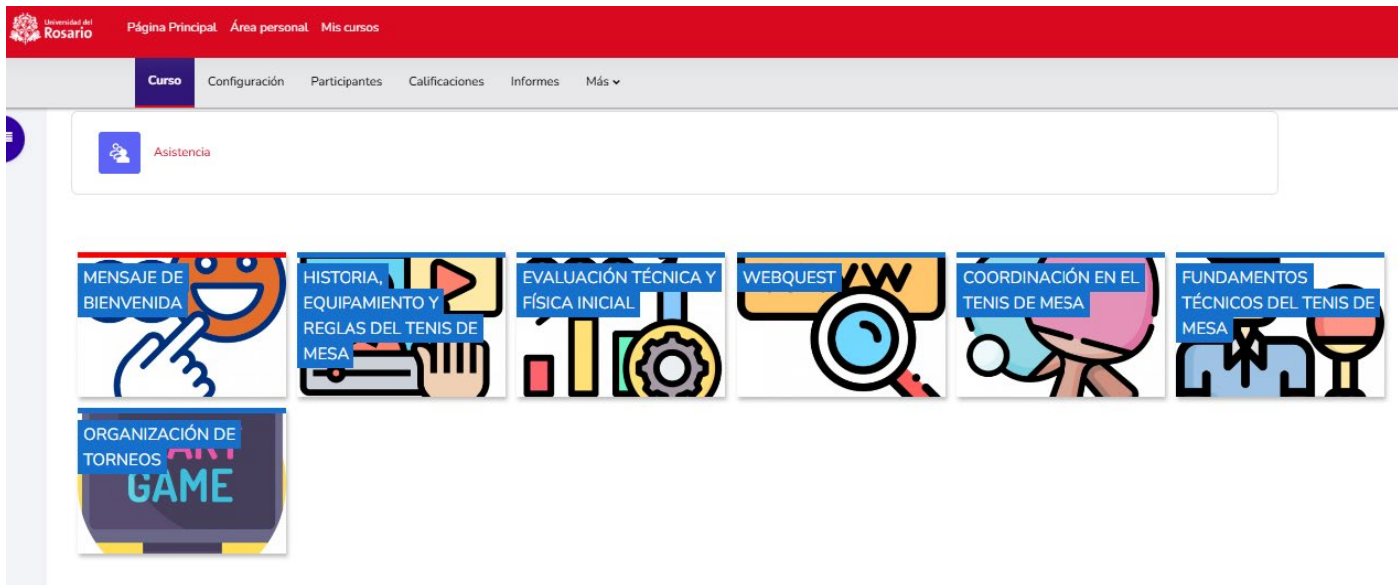 Universidad del
Rosario
Página Principal Área personal Mis cursos
Curso Configuración Participantes Calificaciones Informes Más
Asistencia
MENSAJE DE
BIENVENIDA
HISTORIA,
EQUIPAMIENTO Y
REGLAS DEL TENIS DE
MESA
EVALUACIÓN TÉCNICA Y
FÍSICA INICIAL
WEBQUEST
COORDINACIÓN EN EL
TENIS DE MESA
FUNDAMENTOS
TÉCNICOS DEL TENIS DE
MESA
ORGANIZACIÓN DE
TORNEOS
GAME